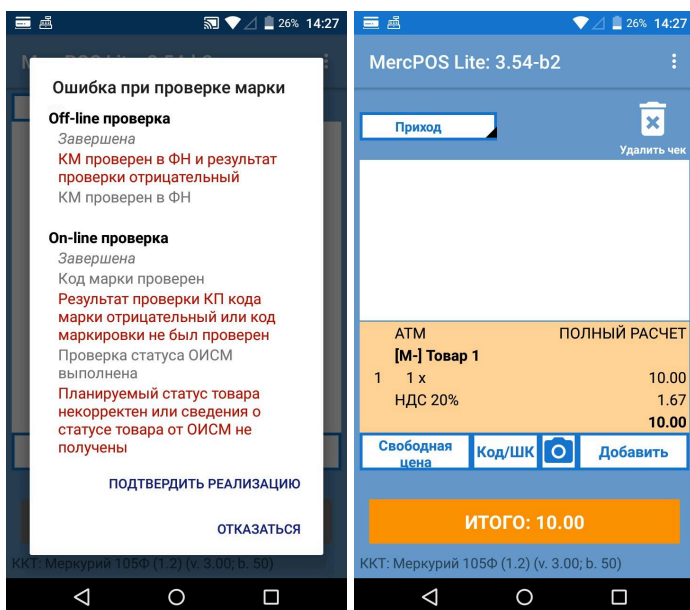 26% 14:27
Ошибка при проверке марки
Off-line проверка
Завершена
КМ проверен в ФН и результат
проверки отрицательный
КМ проверен в ФН
On-line проверка
Завершена
Код марки проверен
Результат проверки КП кода
марки отрицательный или код
маркировки не был проверен
Проверка статуса ОИСМ
выполнена
Планируемый статус товара
некорректен или сведения о
статусе товара от ОИСМ не
получены
ПОДТВЕРДИТЬ РЕАЛИЗАЦИЮ
ОТКАЗАТЬСЯ
ККТ: Меркурий 105Ф (1.2) (v. 3.00; b. 50)
26% 14:27
MercPOS Lite: 3.54-b2
Приход
Удалить чек
АТМ ПОЛНЫЙ РАСЧЕТ
[M-] Товар 1
1 1 x 10.00
НДС 20% 1.67
10.00
Свободная
цена
Код/ШК
Добавить
ИТОГО: 10.00
ККТ: Меркурий 105Ф (1.2) (v. 3.00; b. 50)